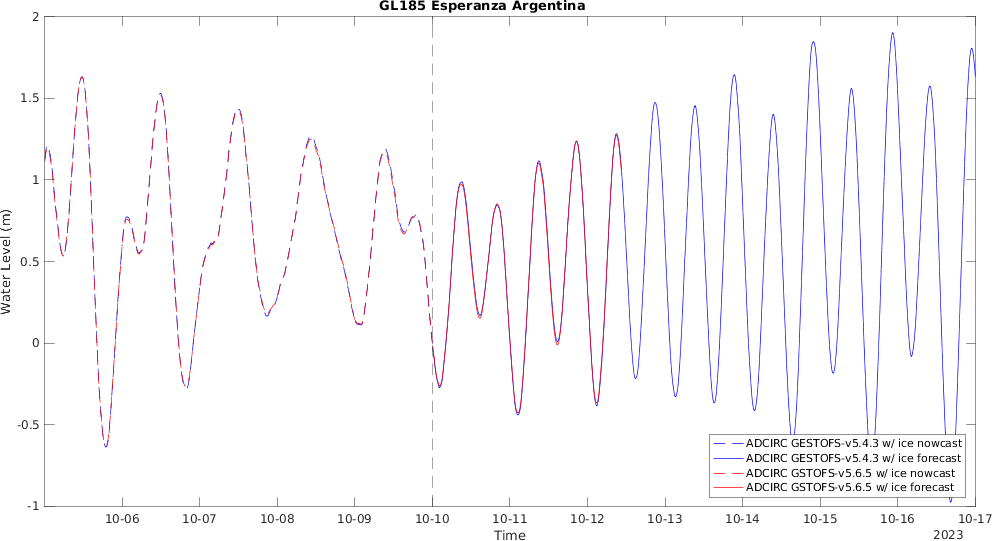 GL185 Esperanza Argentina
Water Level (m)
2
1.5
1
0.5
0
-0.5
-1
ADCIRC GESTOFS-v5.4.3 w/ ice nowcast
ADCIRC GESTOFS-v5.4.3 w/ ice forecast
ADCIRC GSTOFS-v5.6.5 w/ ice nowcast
ADCIRC GSTOFS-v5.6.5 w/ ice forecast
10-06 10-07 10-08 10-09 10-10 10-11 10-12 10-13 10-14 10-15 10-16 10-17
Time
2023